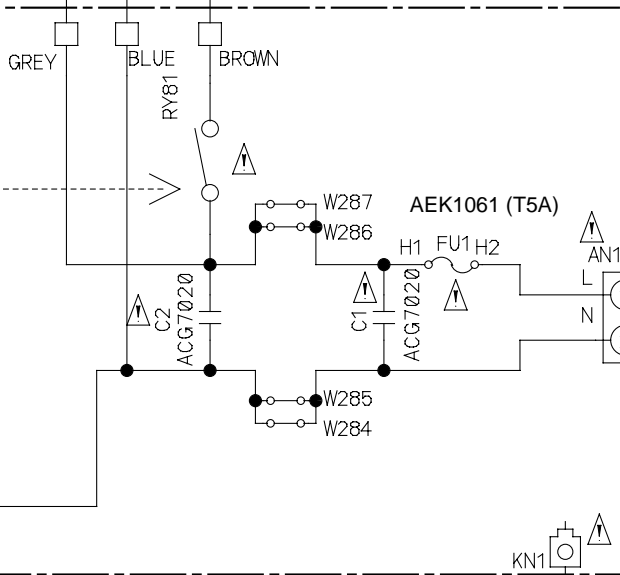 GREY
BLUE
BROWN
RY81
W287
W286
AEK1061 (T5A)
H1
FU1
H2
AN1
L
N
C2
ACG7020
C1
ACG7020
W285
W284
KN1